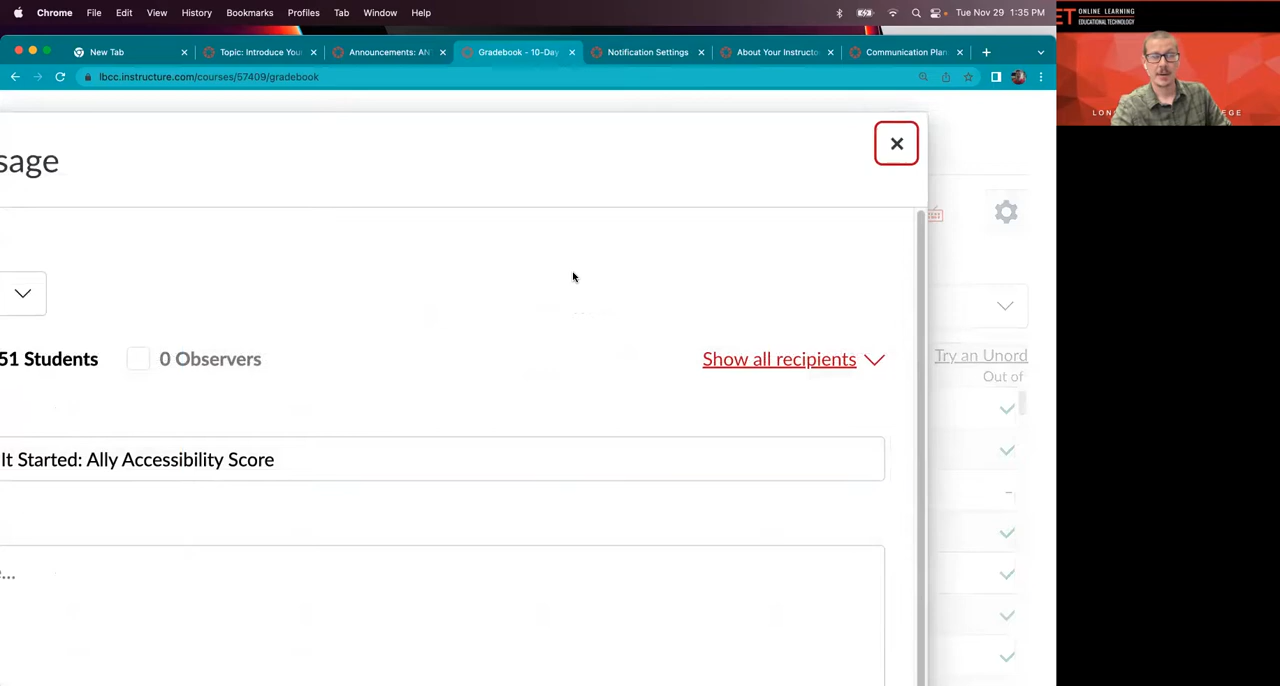 Chrome File Edit View History Bookmarks Profiles Tab Window Help Tue Nov 29 1:35 PM
ONLINE LEARNING
EDUCATIONAL TECHNOLOGY
New Tab Topic: Introduce You Announcements: AN Gradebook - 10-Day Notification Settings About Your Instructo Communication Plan
lbcc.instructure.com/courses/57409/gradebook
LON EGE
sage
51 Students 0 Observers Show all recipients
Try an Unord
Out of
It Started: Ally Accessibility Score
e...